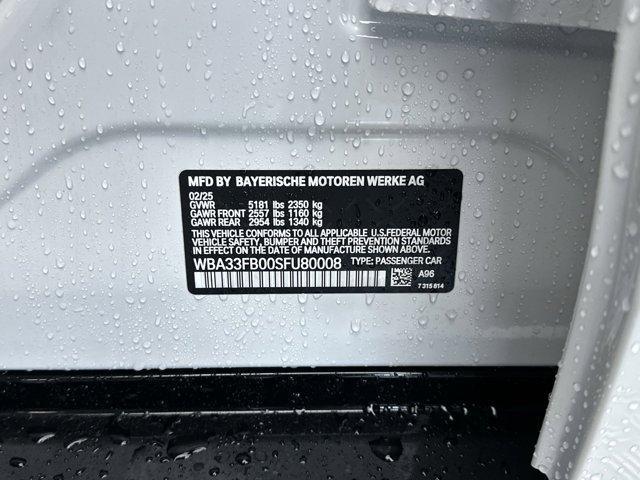 MFD BY BAYERISCHE MOTOREN WERKE AG
02/25
GVWR 5181 lbs 2350 kg
GAWR FRONT 2557 lbs 1160 kg
GAWR REAR 2954 lbs 1340 kg
THIS VEHICLE CONFORMS TO ALL APPLICABLE U.S.FEDERAL MOTOR
VEHICLE SAFETY, BUMPER AND THEFT PREVENTION STANDARDS
IN EFFECT ON THE DATE OF MANUFACTURE SHOWN ABOVE.
WBA33FB00SFU80008 TYPE: PASSENGER CAR
A96
7 315 814